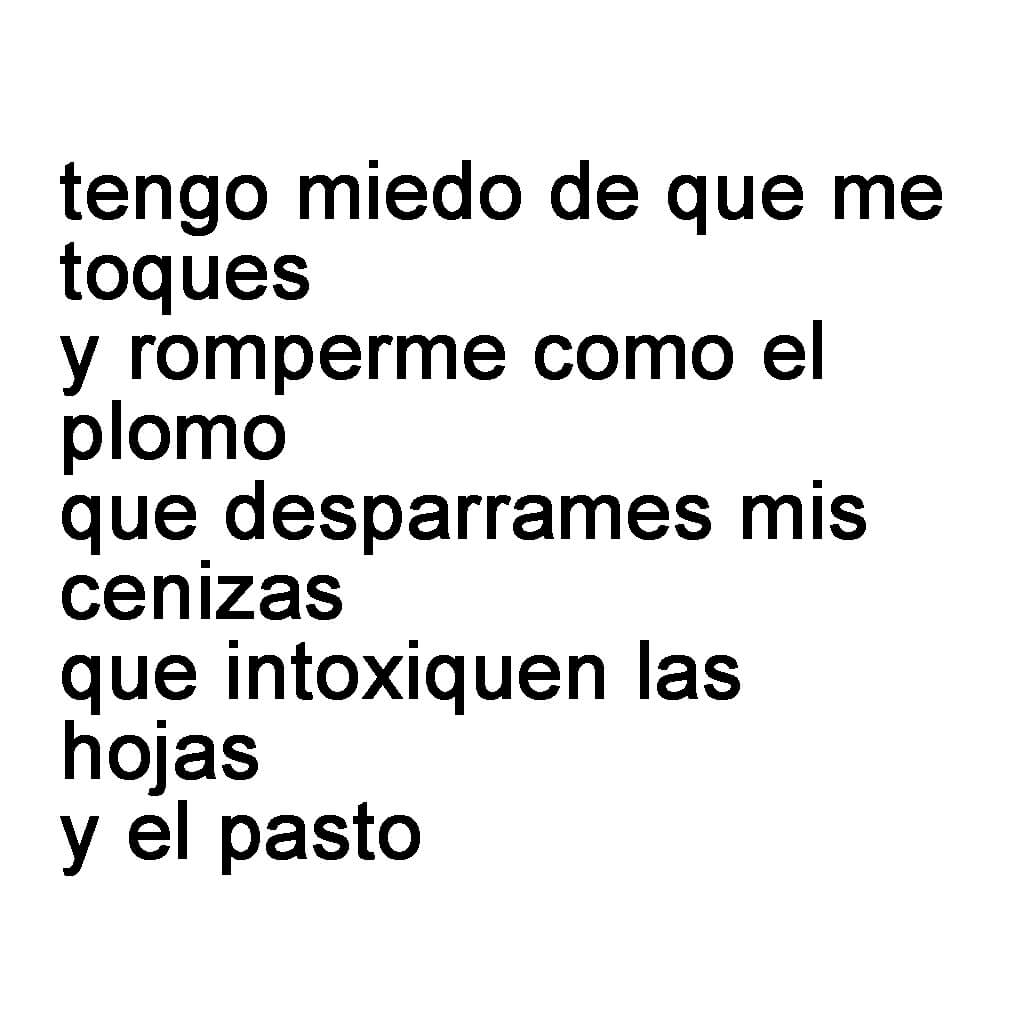 tengo miedo de que me
toques
y romperme como el
plomo
que desparrames mis
cenizas
que intoxiquen las
hojas
y el pasto